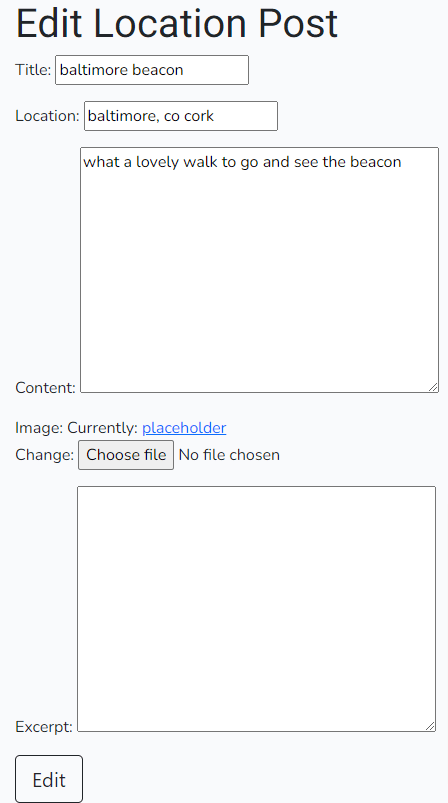 Edit Location Post
Title: baltimore beacon
Location: baltimore, co cork
what a lovely walk to go and see the beacon
Content:
Image: Currently: placeholder
Change: Choose file No file chosen
Excerpt:
Edit